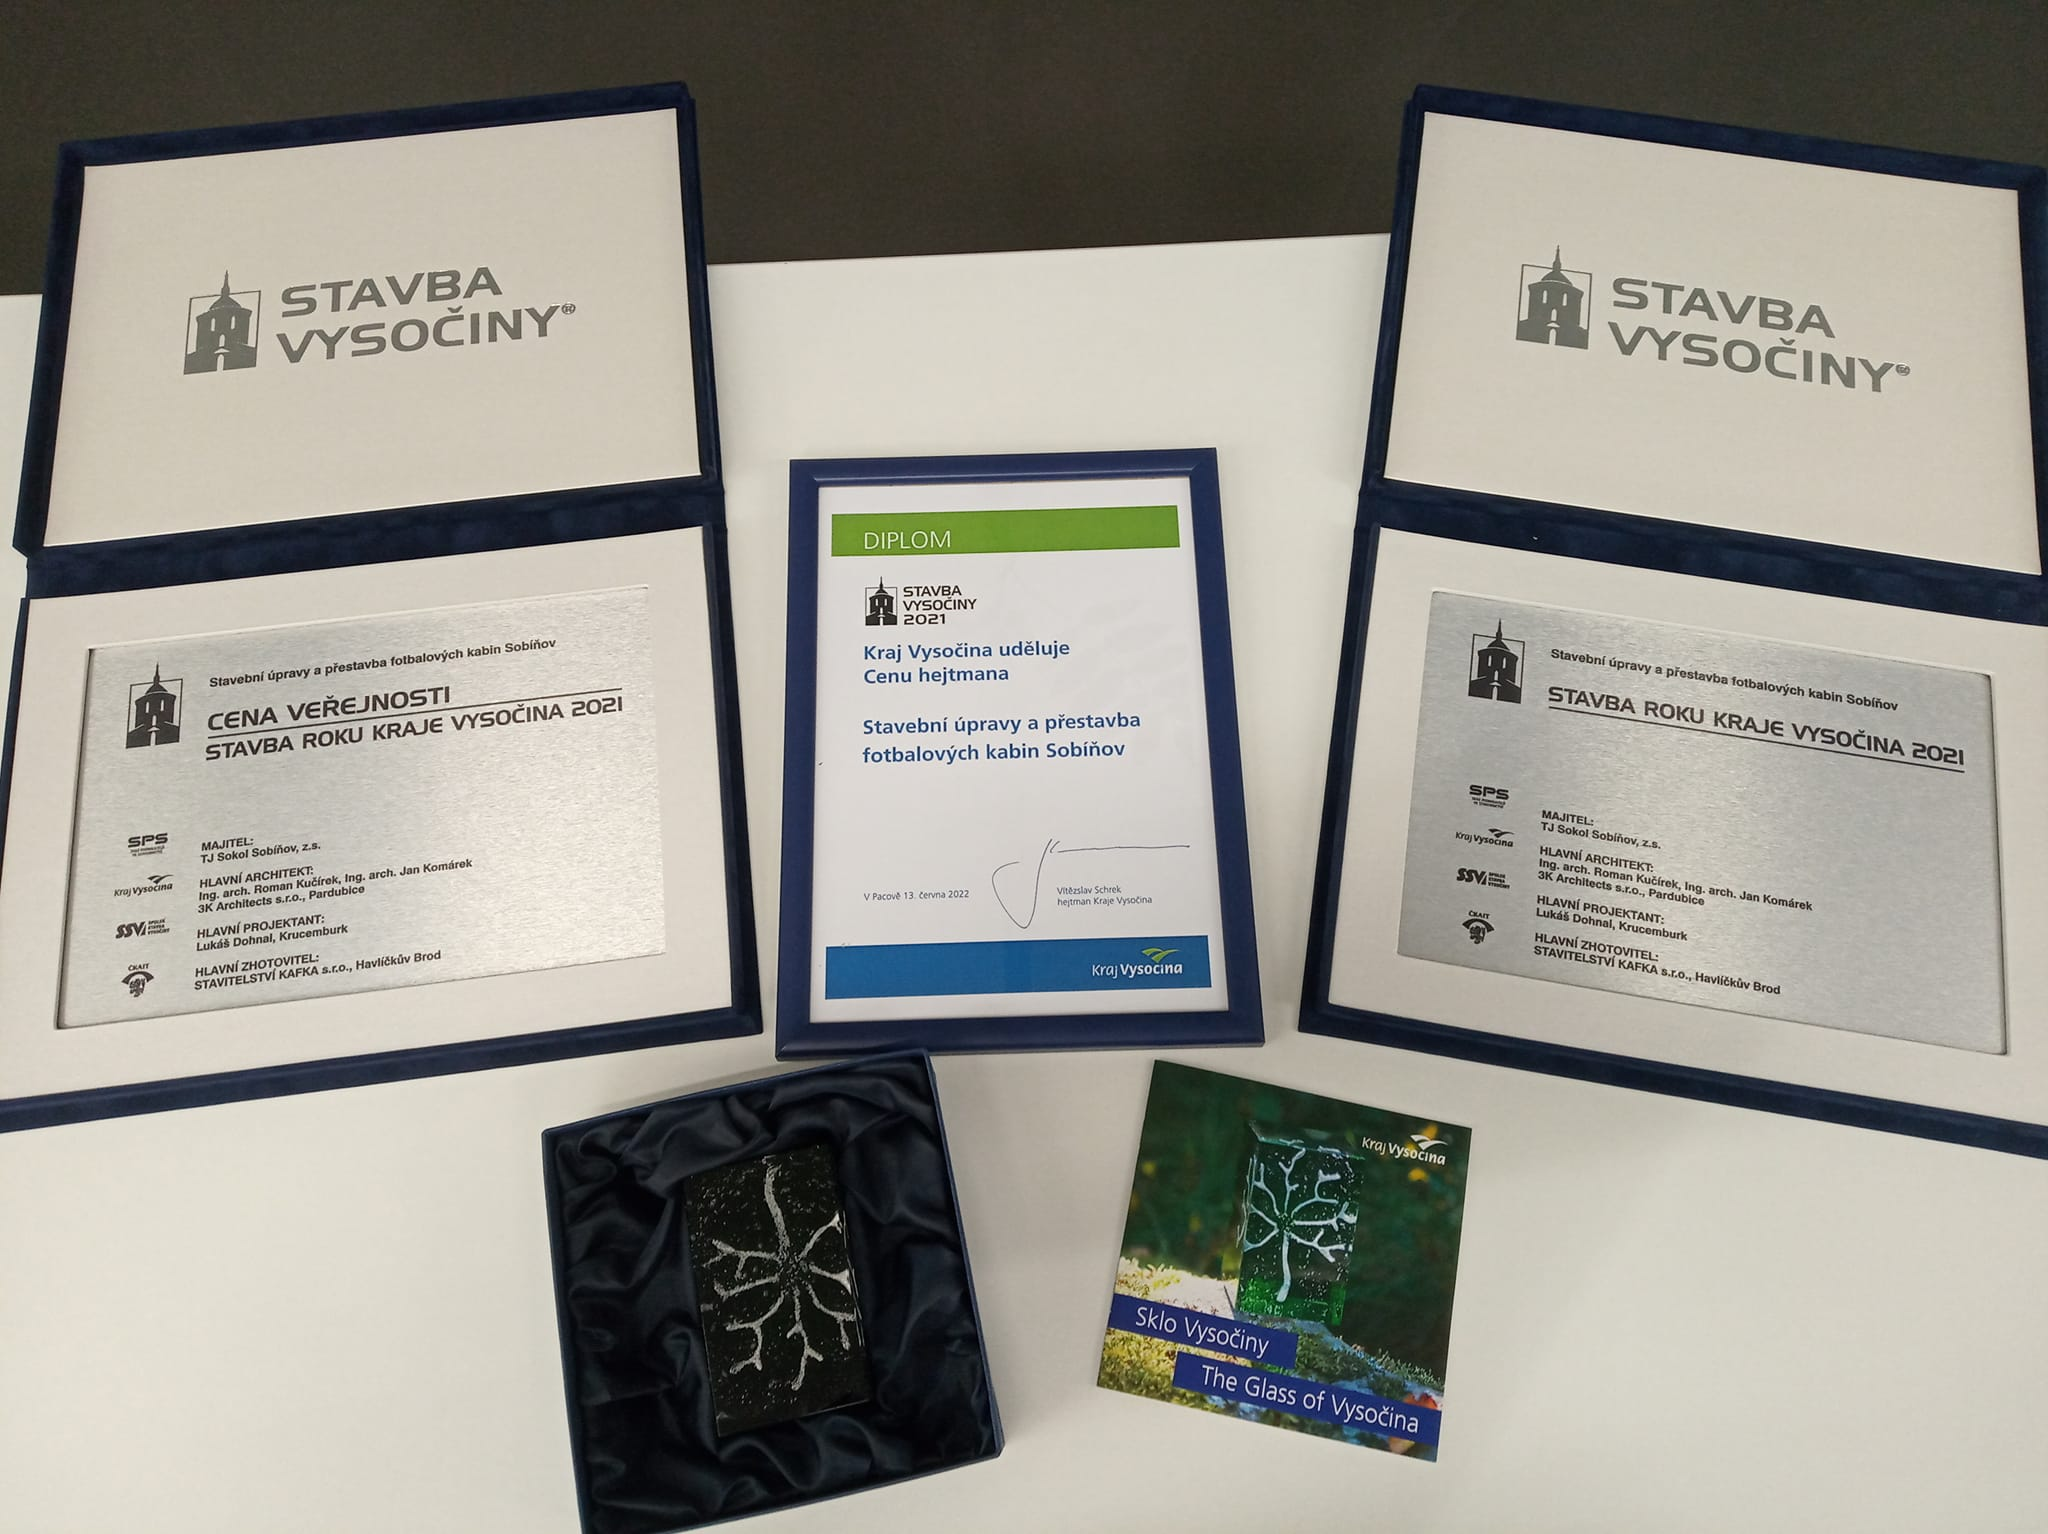 STAVBA
VYSOČINY®
Stavební úpravy a přestavba fotbalových kabin Sobíňov
CENA VEŘEJNOSTI
STAVBA ROKU KRAJE VYSOČINA 2021
SPS
Kraj Vysočina
SSV
ČKAIT
MAJITEL:
TJ Sokol Sobíňov, z.s.
HLAVNÍ ARCHITEKT:
Ing. arch. Roman Kučírek, Ing. arch. Jan Komárek
3K Architects s.r.o., Pardubice
HLAVNÍ PROJEKTANT:
Lukáš Dohnal, Krucemburk
HLAVNÍ ZHOTOVITEL:
STAVITELSTVÍ KAFKA s.r.o., Havlíčkův Brod
DIPLOM
STAVBA
VYSOČINY
2021
Kraj Vysočina uděluje
Cenu hejtmana
Stavební úpravy a přestavba
fotbalových kabin Sobíňov
V Pacově 13. června 2022
Vítězslav Schrek
hejtman Kraje Vysočina
Kraj Vysočina
STAVBA
VYSOČINY®
Stavební úpravy a přestavba fotbalových kabin Sobíňov
STAVBA ROKU KRAJE VYSOČINA 2021
SPS
Kraj Vysočina
SSV
ČKAIT
MAJITEL:
TJ Sokol Sobíňov, z.s.
HLAVNÍ ARCHITEKT:
Ing. arch. Roman Kučírek, Ing. arch. Jan Komárek
3K Architects s.r.o., Pardubice
HLAVNÍ PROJEKTANT:
Lukáš Dohnal, Krucemburk
HLAVNÍ ZHOTOVITEL:
STAVITELSTVÍ KAFKA s.r.o., Havlíčkův Brod
Kraj Vysočina
Sklo Vysočiny
The Glass of Vysočina